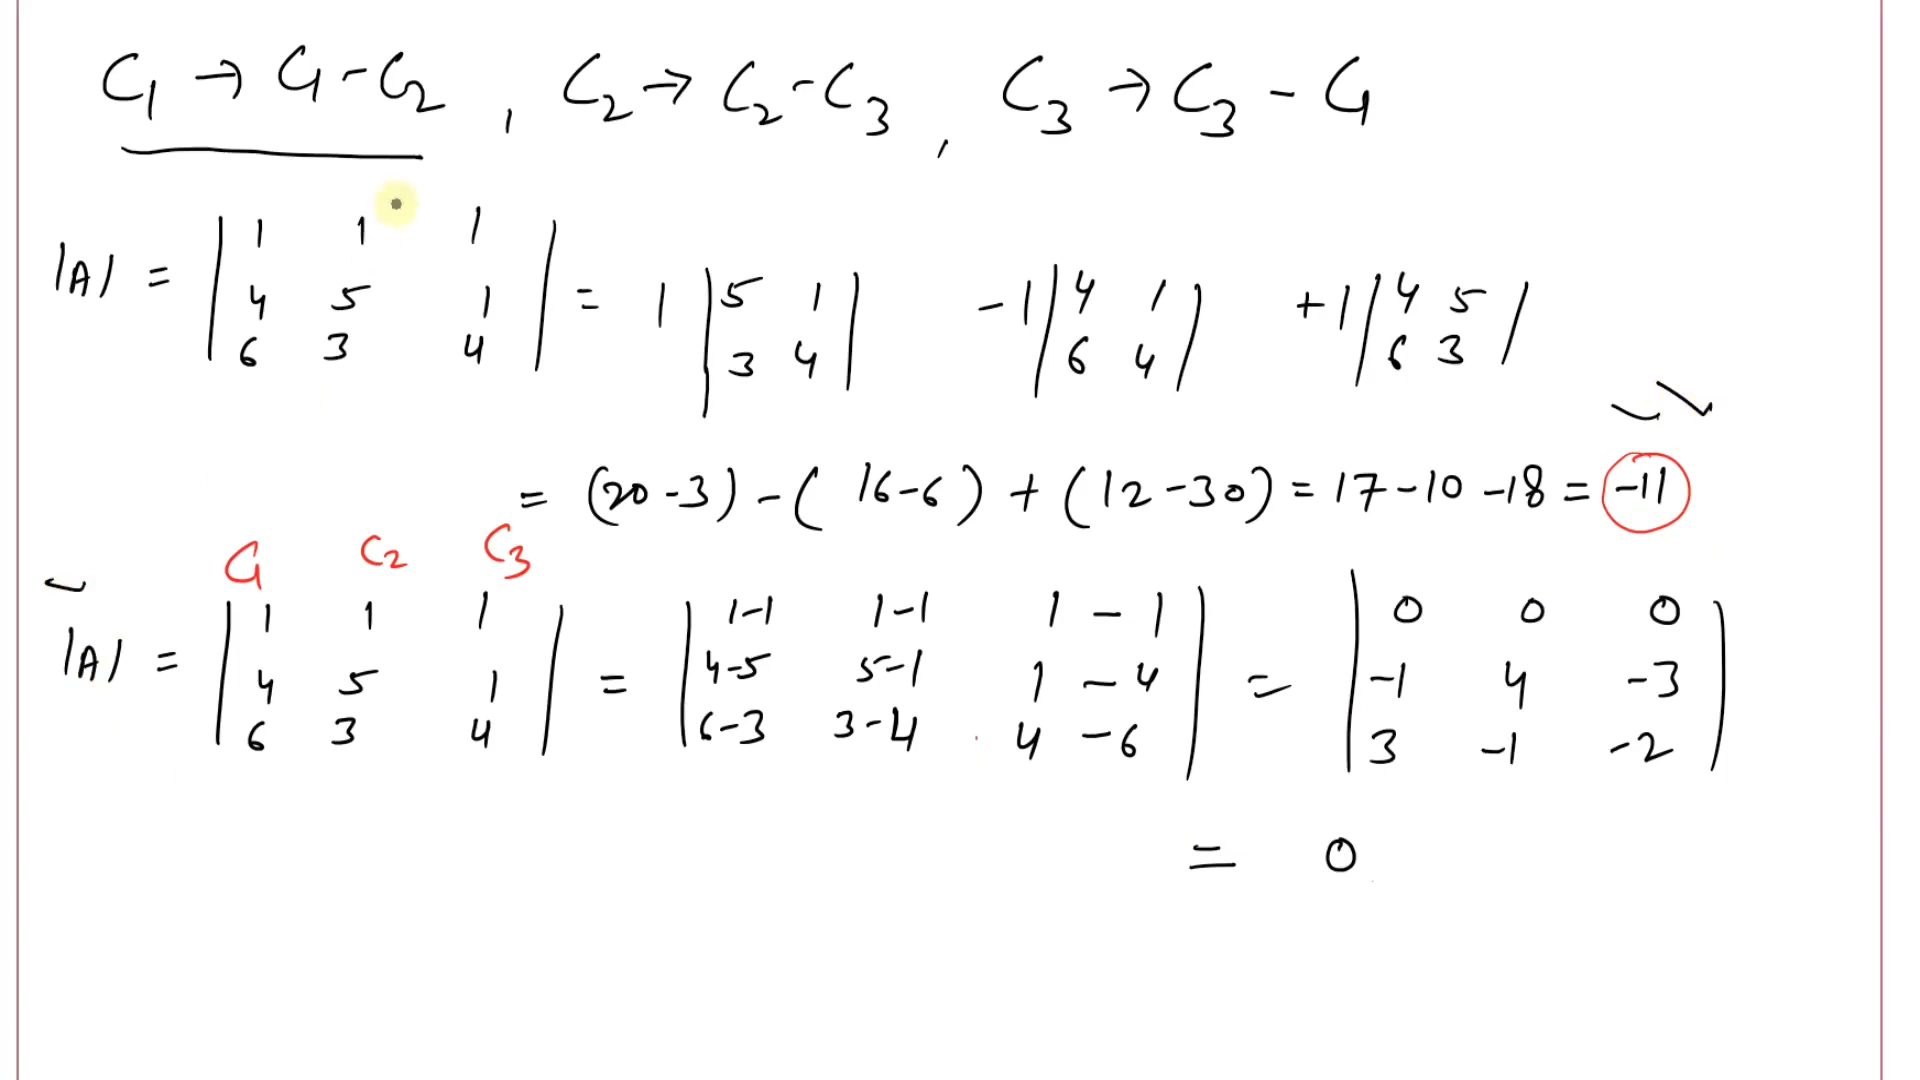 C1 → C1 - C2 , C2 → C2 - C3 , C3 → C3 - C1
|A| = | 1 1 1 | = 1 | 5 1 | - 1 | 4 1 | + 1 | 4 5 |
4 5 1 3 4 6 4 6 3
6 3 4
= (20 - 3) - ( 16 - 6 ) + ( 12 - 30 ) = 17 - 10 - 18 = -11
C1 C2 C3
|A| = | 1 1 1 | = | 1-1 1-1 1 - 1 | = | 0 0 0 |
4 5 1 4-5 5-1 1 - 4 -1 4 -3
6 3 4 6-3 3-4 4 - 6 3 -1 -2
= 0